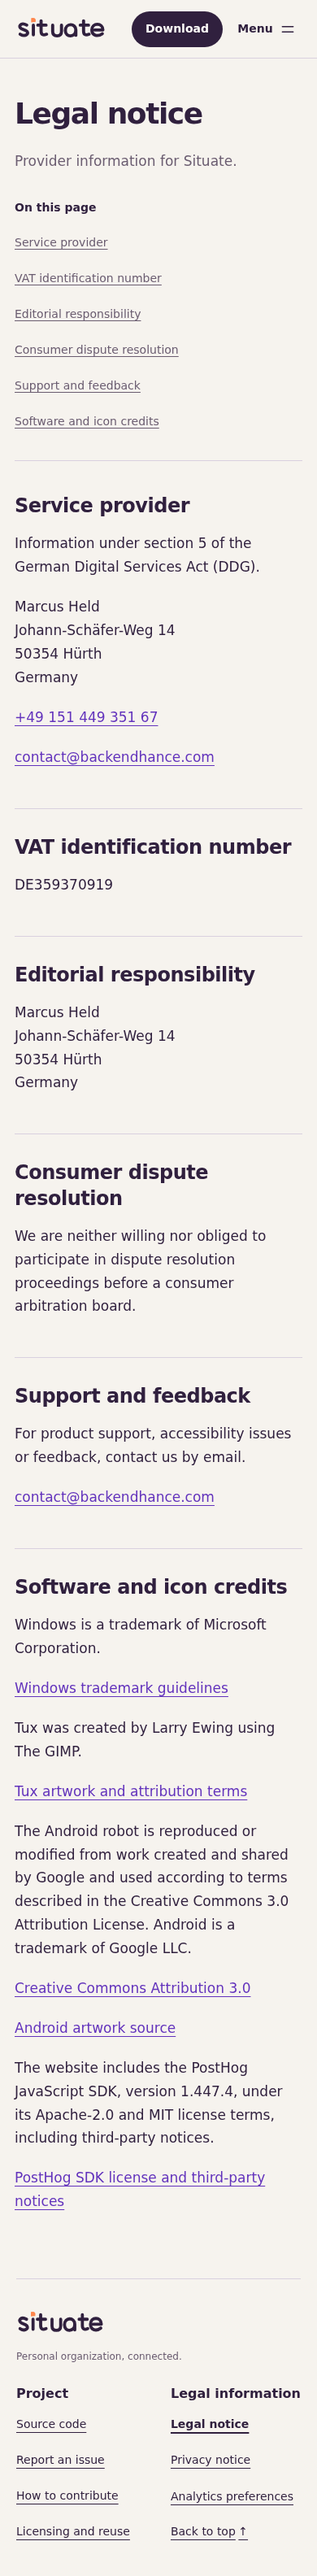 situate
Download
Menu
Legal notice
Provider information for Situate.
On this page
Service provider
VAT identification number
Editorial responsibility
Consumer dispute resolution
Support and feedback
Software and icon credits
Service provider
Information under section 5 of the
German Digital Services Act (DDG).
Marcus Held
Johann-Schäfer-Weg 14
50354 Hürth
Germany
+49 151 449 351 67
contact@backendhance.com
VAT identification number
DE359370919
Editorial responsibility
Marcus Held
Johann-Schäfer-Weg 14
50354 Hürth
Germany
Consumer dispute
resolution
We are neither willing nor obliged to
participate in dispute resolution
proceedings before a consumer
arbitration board.
Support and feedback
For product support, accessibility issues
or feedback, contact us by email.
contact@backendhance.com
Software and icon credits
Windows is a trademark of Microsoft
Corporation.
Windows trademark guidelines
Tux was created by Larry Ewing using
The GIMP.
Tux artwork and attribution terms
The Android robot is reproduced or
modified from work created and shared
by Google and used according to terms
described in the Creative Commons 3.0
Attribution License. Android is a
trademark of Google LLC.
Creative Commons Attribution 3.0
Android artwork source
The website includes the PostHog
JavaScript SDK, version 1.447.4, under
its Apache-2.0 and MIT license terms,
including third-party notices.
PostHog SDK license and third-party
notices
situate
Personal organization, connected.
Project
Source code
Report an issue
How to contribute
Licensing and reuse
Legal information
Legal notice
Privacy notice
Analytics preferences
Back to top ↑